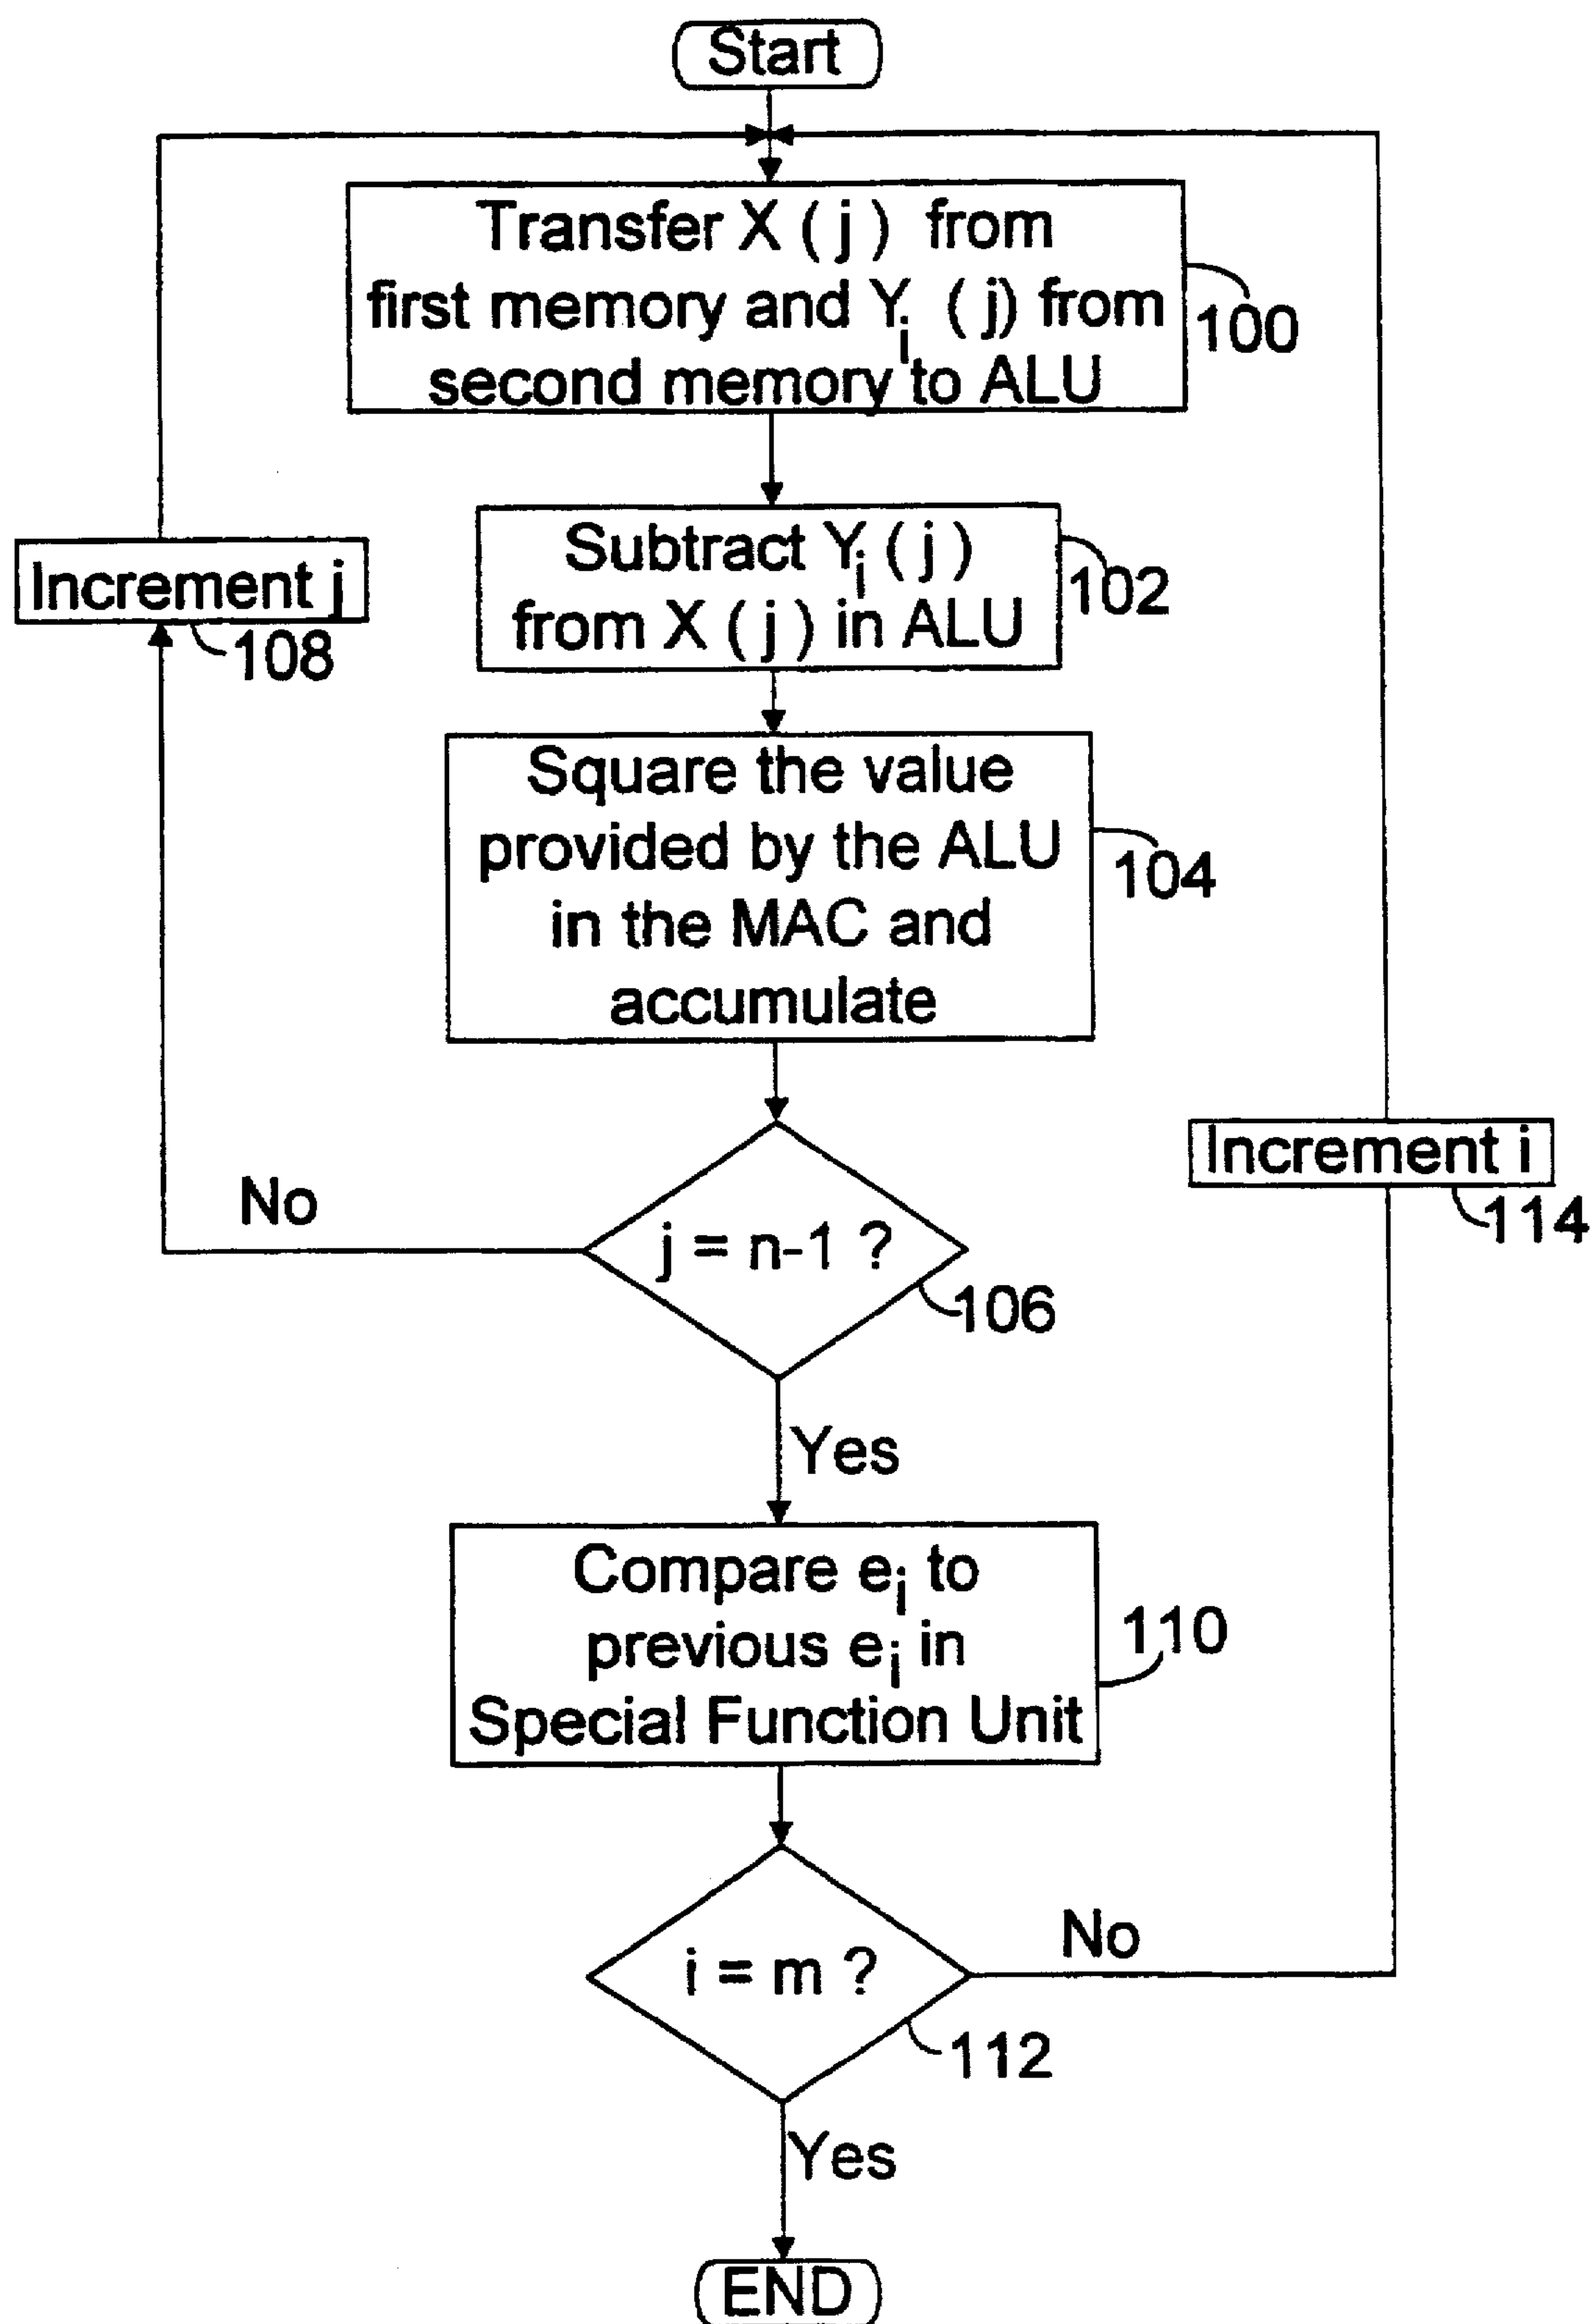 Start
Transfer X ( j ) from
first memory and Yi ( j) from
second memory to ALU
100
Subtract Yi ( j )
from X ( j ) in ALU
102
Increment j
108
Square the value
provided by the ALU
in the MAC and
accumulate
104
Increment i
114
No
j = n-1 ?
106
Yes
Compare ei to
previous ei in
Special Function Unit
110
i = m ?
No
112
Yes
END